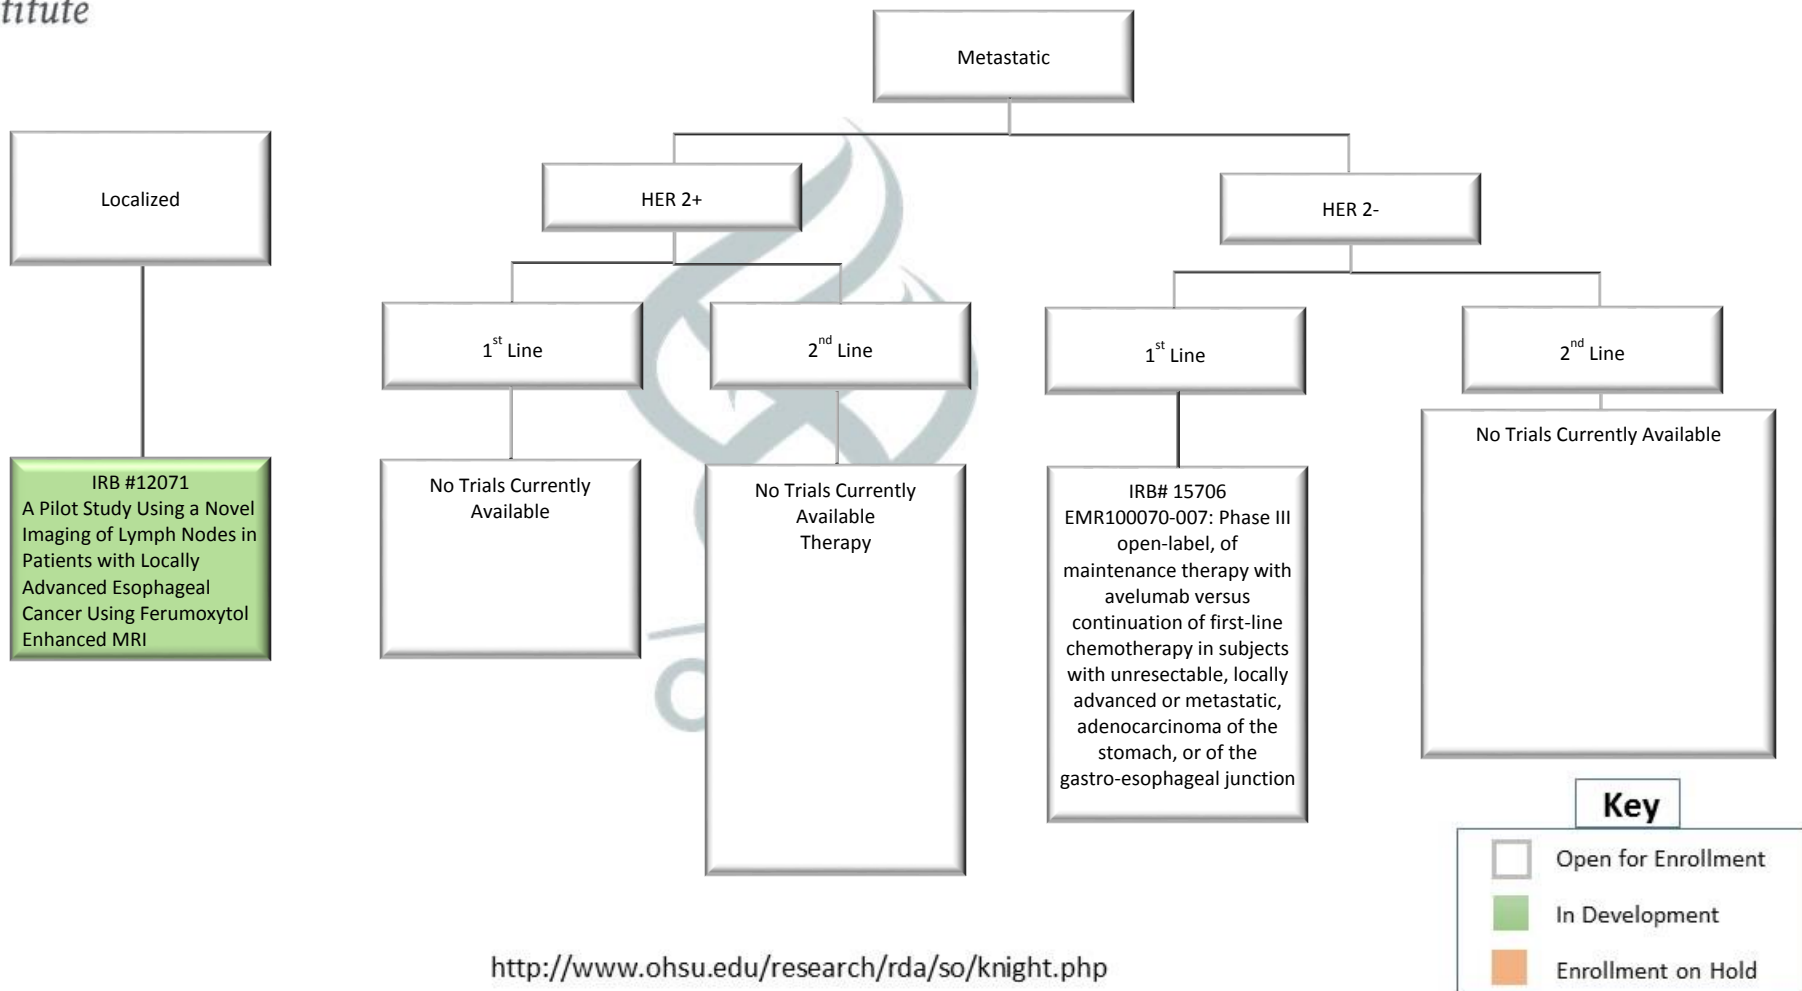 Metastatic
Localized
HER 2+
HER 2-
1st Line
2nd Line
1st Line
2nd Line
IRB #12071
A Pilot Study Using a Novel
Imaging of Lymph Nodes in
Patients with Locally
Advanced Esophageal
Cancer Using Ferumoxytol
Enhanced MRI
No Trials Currently
Available
No Trials Currently
Available
Therapy
IRB# 15706
EMR100070-007: Phase III
open-label, of
maintenance therapy with
avelumab versus
continuation of first-line
chemotherapy in subjects
with unresectable, locally
advanced or metastatic,
adenocarcinoma of the
stomach, or of the
gastro-esophageal junction
No Trials Currently Available
Key
Open for Enrollment
In Development
Enrollment on Hold
http://www.ohsu.edu/research/rda/so/knight.php